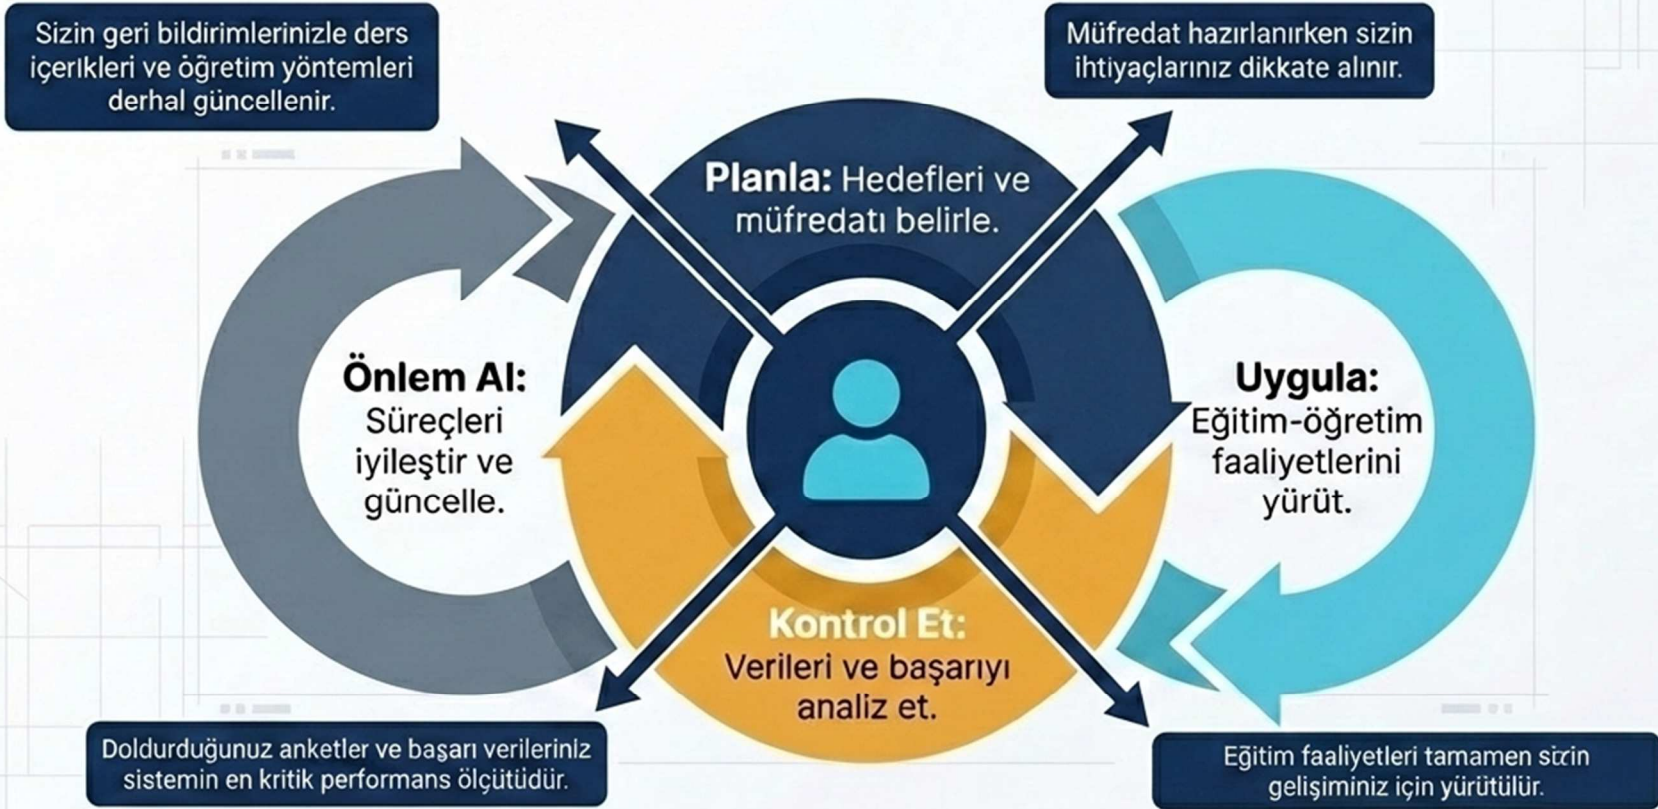 Sizin geri bildirimlerinizle ders
içerikleri ve öğretim yöntemleri
derhal güncellenir.
Müfredat hazırlanırken sizin
ihtiyaçlarınız dikkate alınır.
Planla: Hedefleri ve
müfredatı belirle.
Önlem Al:
Süreçleri
iyileştir ve
güncelle.
Uygula:
Eğitim-öğretim
faaliyetlerini
yürüt.
Kontrol Et:
Verileri ve başarıyı
analiz et.
Doldurduğunuz anketler ve başarı verileriniz
sistemin en kritik performans ölçütüdür.
Eğitim faaliyetleri tamamen sizin
gelişiminiz için yürütülür.